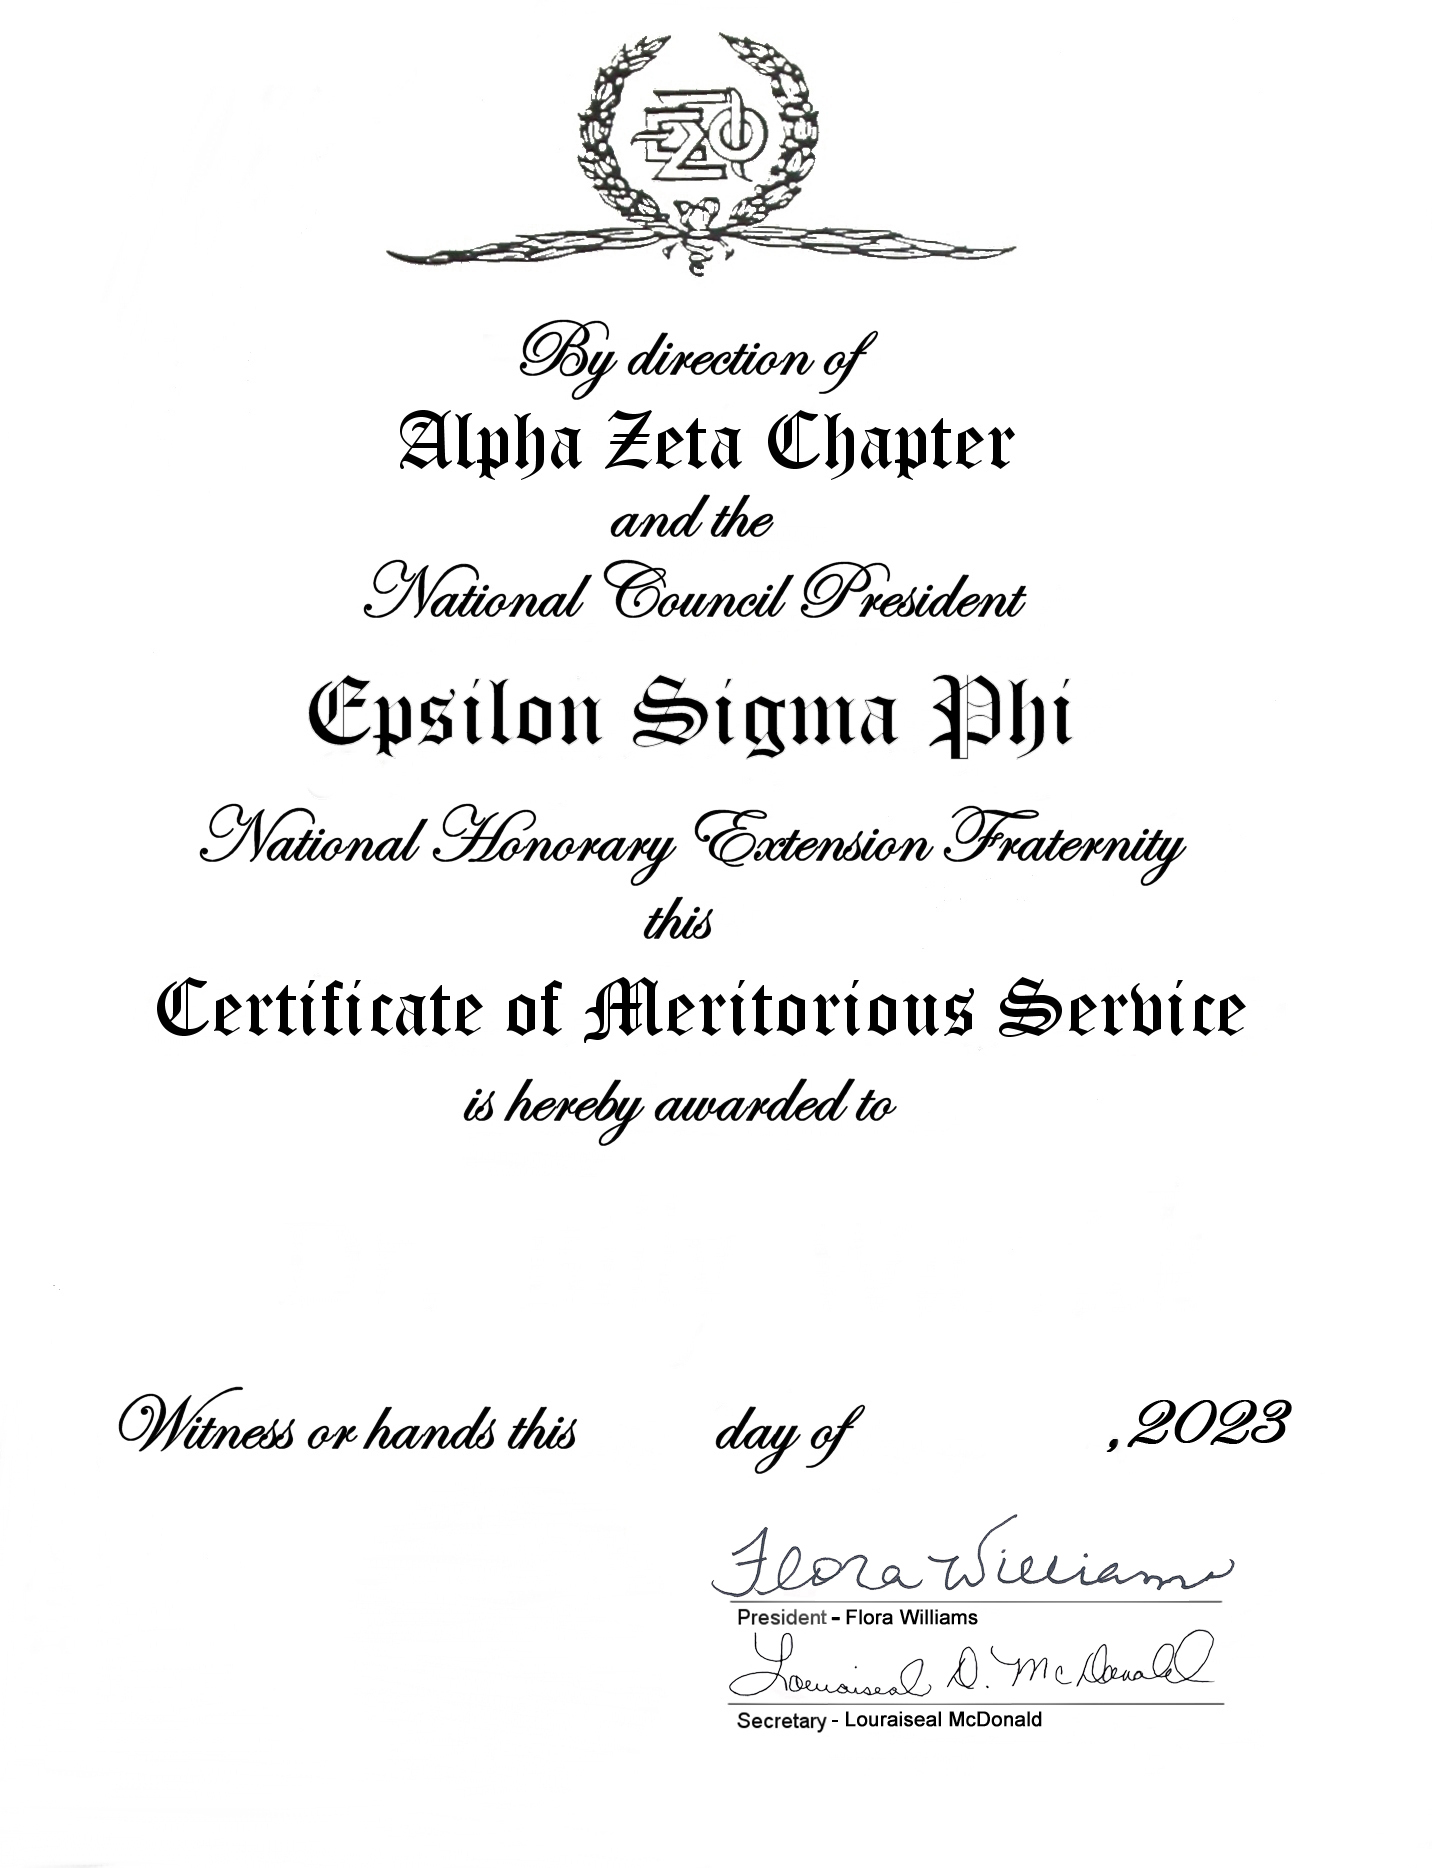 ΕΣΦ
By direction of
Alpha Zeta Chapter
and the
National Council President
Epsilon Sigma Phi
National Honorary Extension Fraternity
this
Certificate of Meritorious Service
is hereby awarded to
Witness or hands this day of , 2023
Flora Williams
President - Flora Williams
Louraiseal D. McDonald
Secretary - Louraiseal McDonald